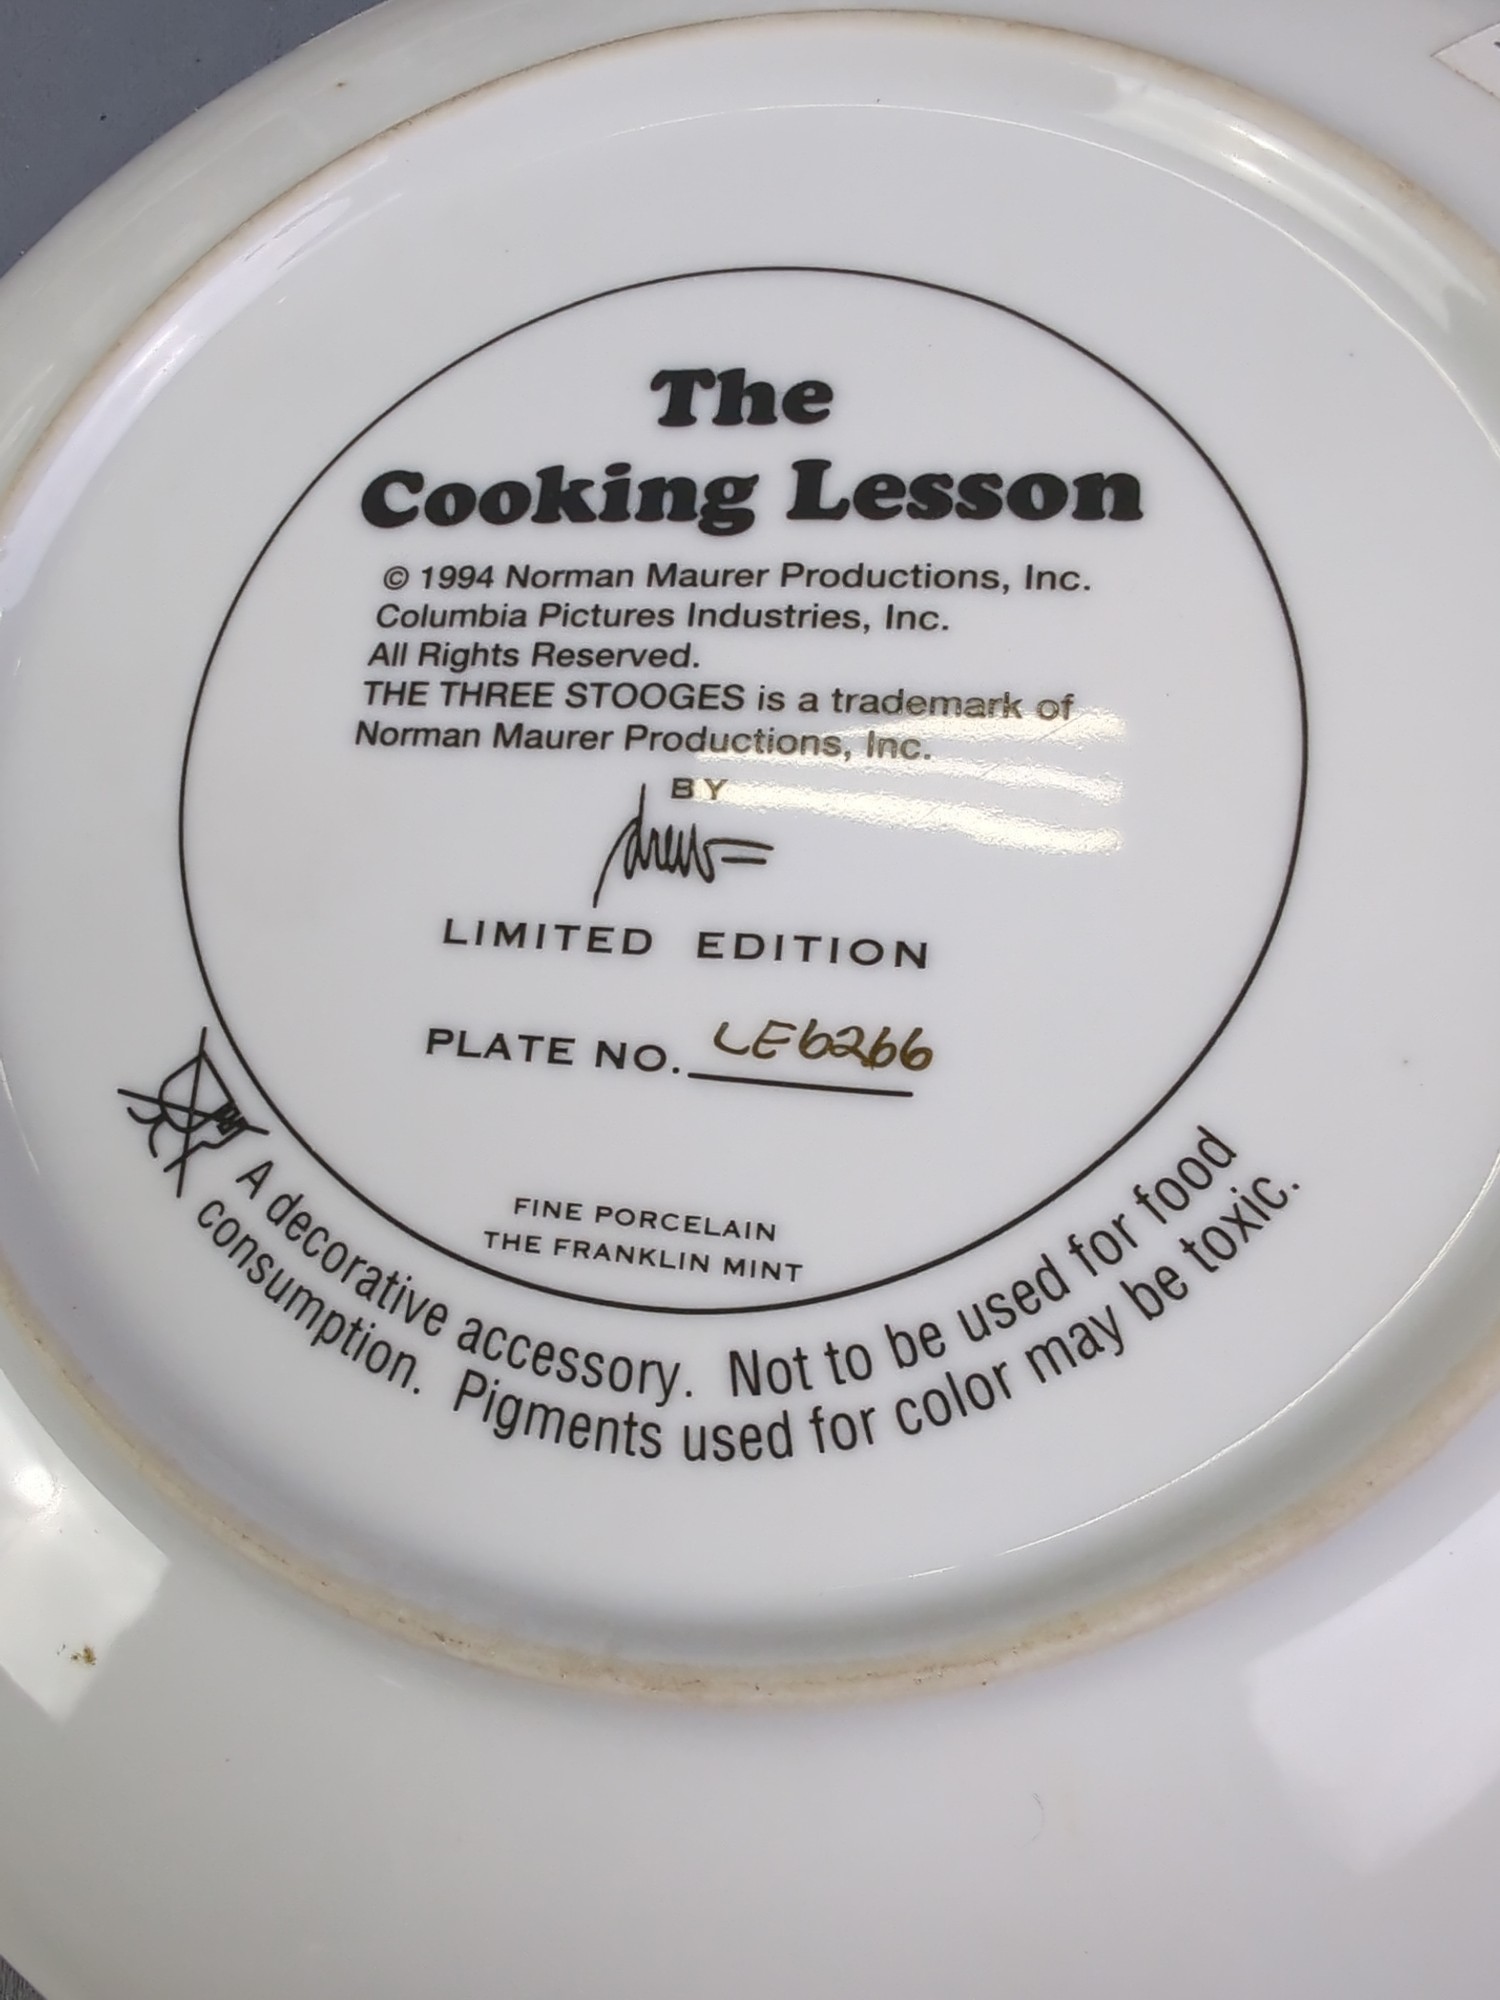 The
Cooking Lesson
© 1994 Norman Maurer Productions, Inc.
Columbia Pictures Industries, Inc.
All Rights Reserved.
THE THREE STOOGES is a trademark of
Norman Maurer Productions, Inc.
BY
drew
LIMITED EDITION
PLATE NO. LE6266
FINE PORCELAIN
THE FRANKLIN MINT
A decorative accessory. Not to be used for food
consumption. Pigments used for color may be toxic.